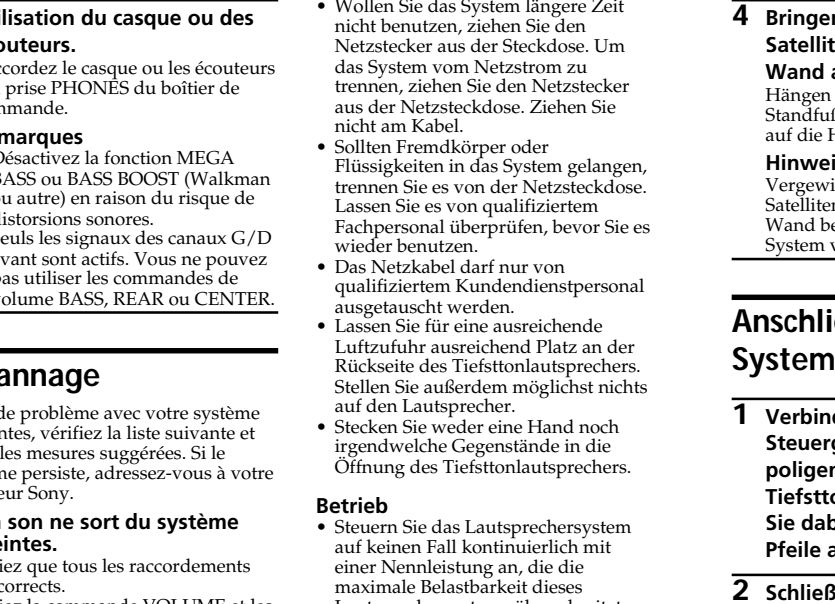 lisation du casque ou des
outeurs.
cordez le casque ou les écouteurs
prise PHONES du boîtier de
mmande.
marques
Désactivez la fonction MEGA
BASS ou BASS BOOST (Walkman
ou autre) en raison du risque de
distorsions sonores.
euls les signaux des canaux G/D
vant sont actifs. Vous ne pouvez
pas utiliser les commandes de
volume BASS, REAR ou CENTER.
annage
de problème avec votre système
ntes, vérifiez la liste suivante et
les mesures suggérées. Si le
me persiste, adressez-vous à votre
eur Sony.
son ne sort du système
eintes.
iez que tous les raccordements
corrects.
• Wollen Sie das System längere Zeit
nicht benutzen, ziehen Sie den
Netzstecker aus der Steckdose. Um
das System vom Netzstrom zu
trennen, ziehen Sie den Netzstecker
aus der Netzsteckdose. Ziehen Sie
nicht am Kabel.
• Sollten Fremdkörper oder
Flüssigkeiten in das System gelangen,
trennen Sie es von der Netzsteckdose.
Lassen Sie es von qualifiziertem
Fachpersonal überprüfen, bevor Sie es
wieder benutzen.
• Das Netzkabel darf nur von
qualifiziertem Kundendienstpersonal
ausgetauscht werden.
• Lassen Sie für eine ausreichende
Luftzufuhr ausreichend Platz an der
Rückseite des Tiefsttonlautsprechers.
Stellen Sie außerdem möglichst nichts
auf den Lautsprecher.
• Stecken Sie weder eine Hand noch
irgendwelche Gegenstände in die
Öffnung des Tiefsttonlautsprechers.
Betrieb
• Steuern Sie das Lautsprechersystem
auf keinen Fall kontinuierlich mit
einer Nennleistung an, die die
maximale Belastbarkeit dieses
4 Bringen
Satellit
Wand a
Hängen
Standfuß
auf die H
Hinwei
Vergewi
Satelliten
Wand be
System v
Anschlie
System
1 Verbind
Steuerg
poligen
Tiefstto
Sie dab
Pfeile a
2 Schließ